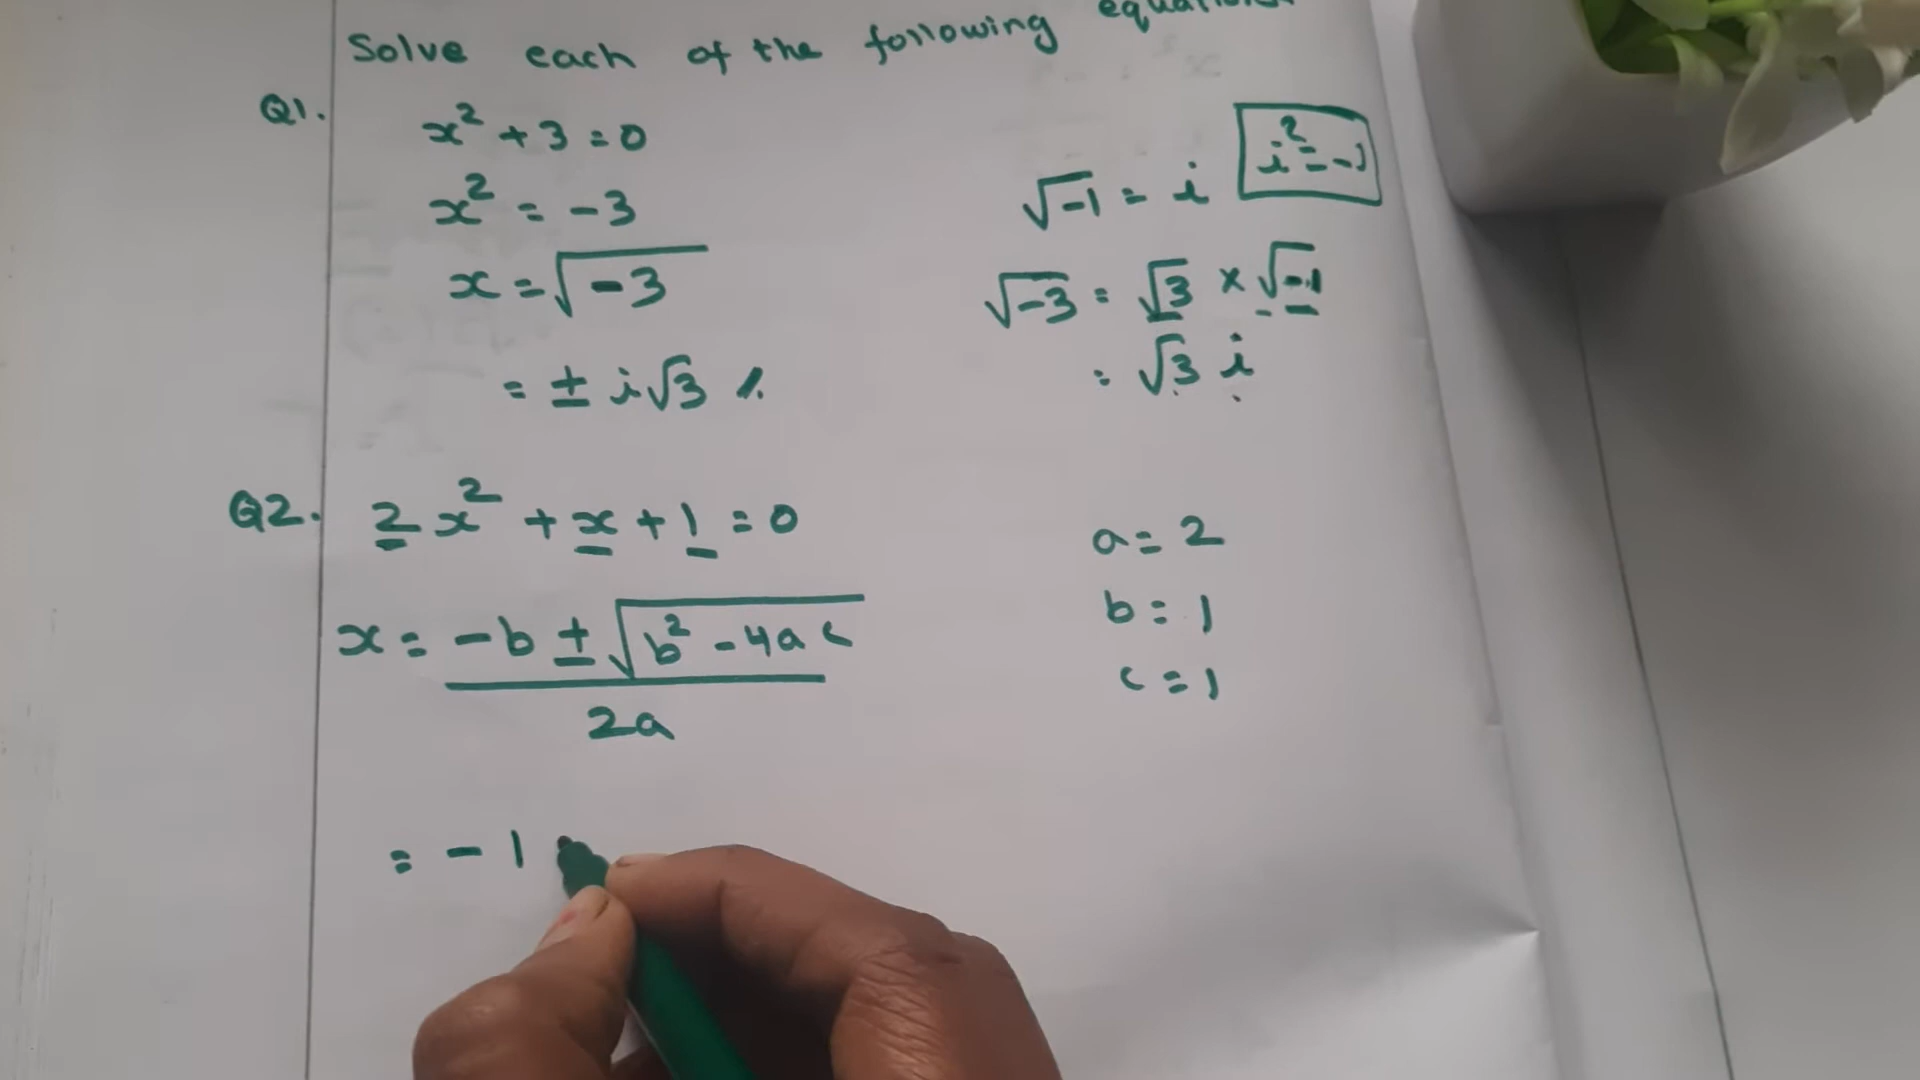 Solve each of the following equations
Q1. x² + 3 = 0
x² = -3
x = √-3
= ± i√3 //.
√-1 = i
i² = -1
√-3 = √3 × √-1
= √3 i
Q2. 2x² + x + 1 = 0
x = -b ± √b² - 4ac
2a
a = 2
b = 1
c = 1
= - 1